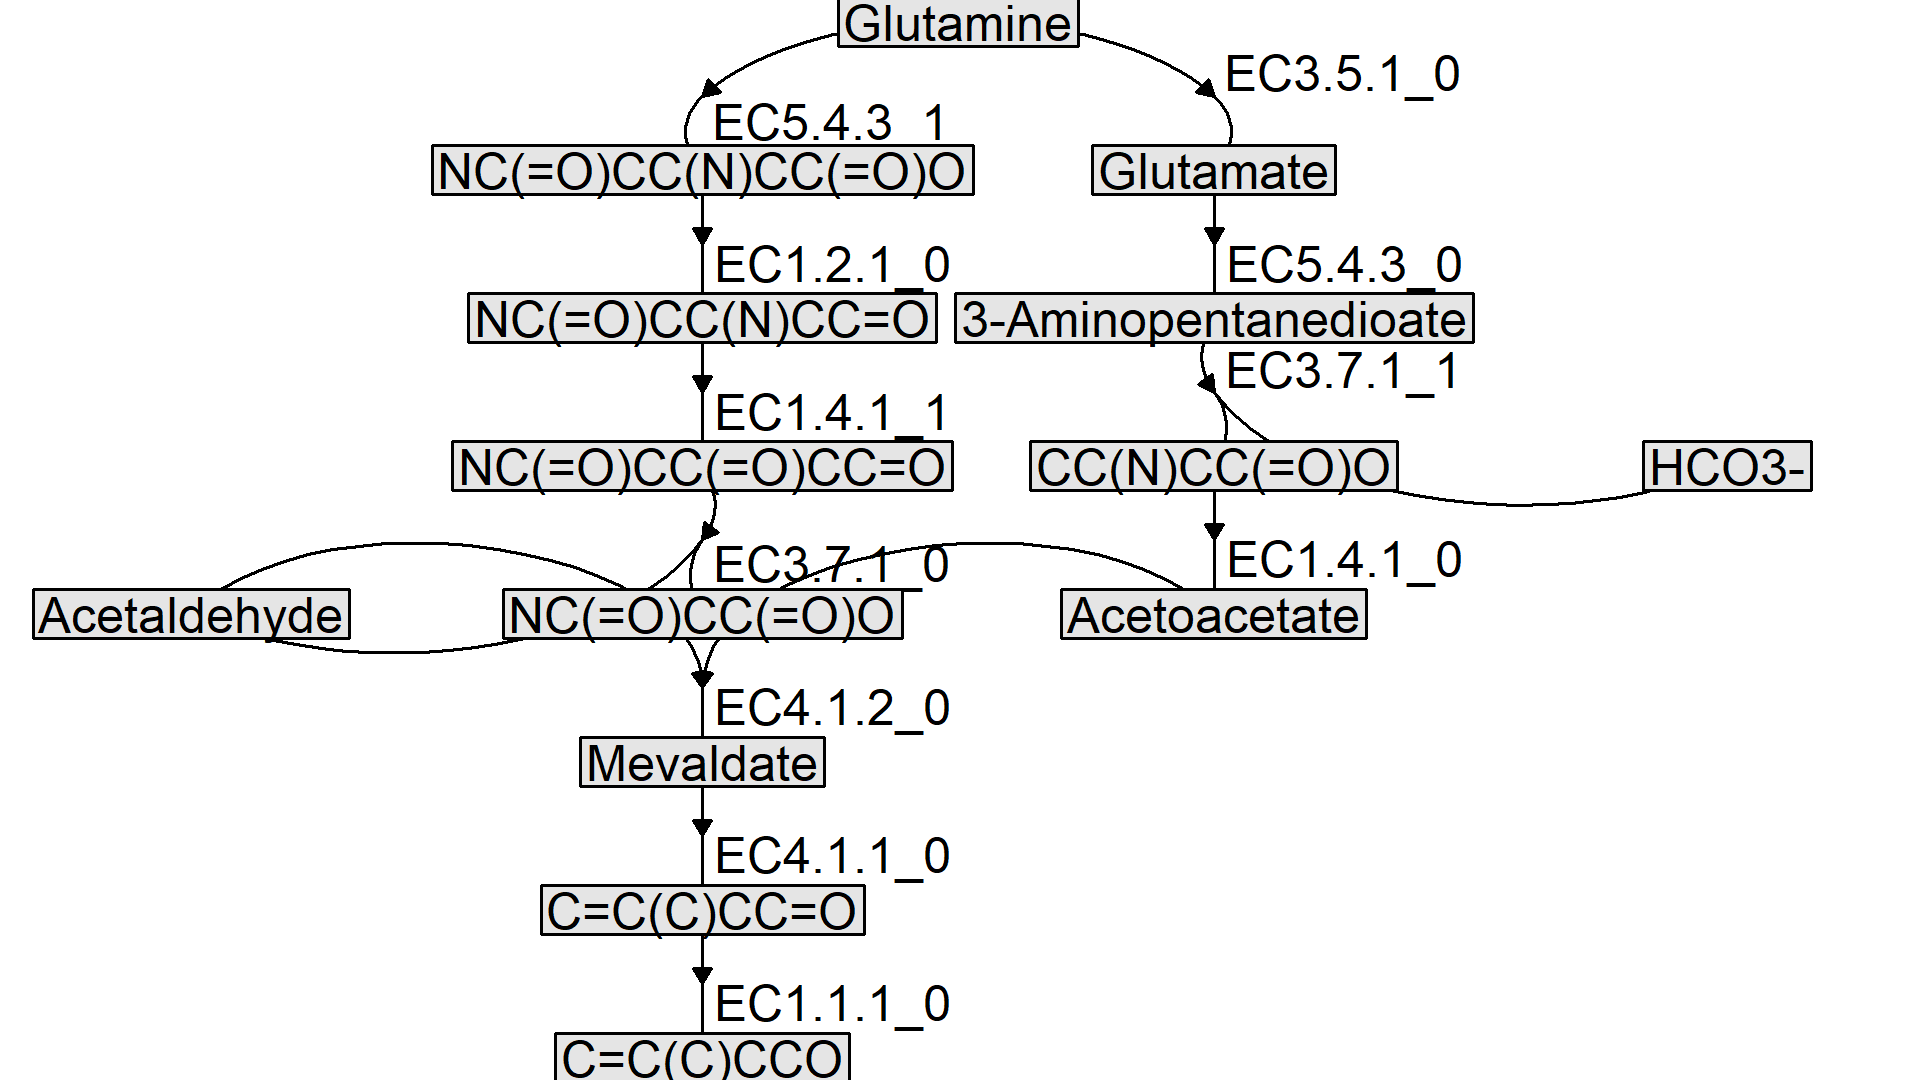 Glutamine
EC3.5.1_0
EC5.4.3_1
NC(=O)CC(N)CC(=O)O
Glutamate
EC1.2.1_0
EC5.4.3_0
NC(=O)CC(N)CC=O
3-Aminopentanedioate
EC3.7.1_1
EC1.4.1_1
NC(=O)CC(=O)CC=O
CC(N)CC(=O)O
HCO3-
EC3.7.1_0
EC1.4.1_0
Acetaldehyde
NC(=O)CC(=O)O
Acetoacetate
EC4.1.2_0
Mevaldate
EC4.1.1_0
C=C(C)CC=O
EC1.1.1_0
C=C(C)CCO